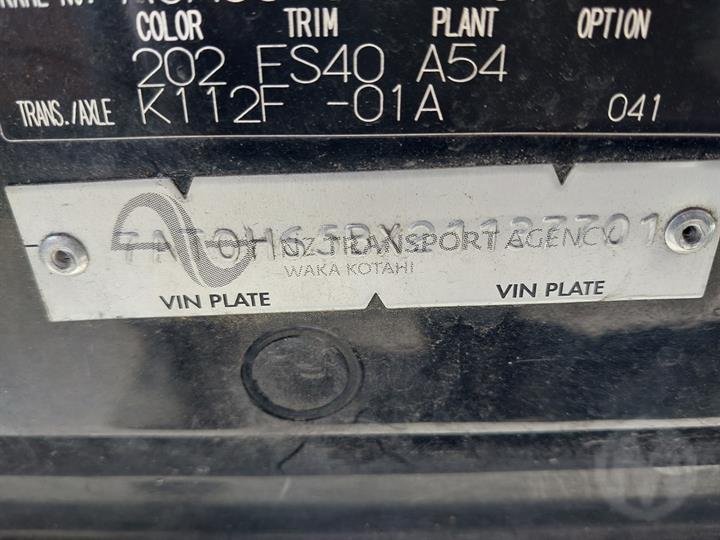 COLOR TRIM PLANT OPTION
202 FS40 A54
TRANS./AXLE K112F -01A 041
NZ TRANSPORT AGENCY
WAKA KOTAHI
VIN PLATE VIN PLATE